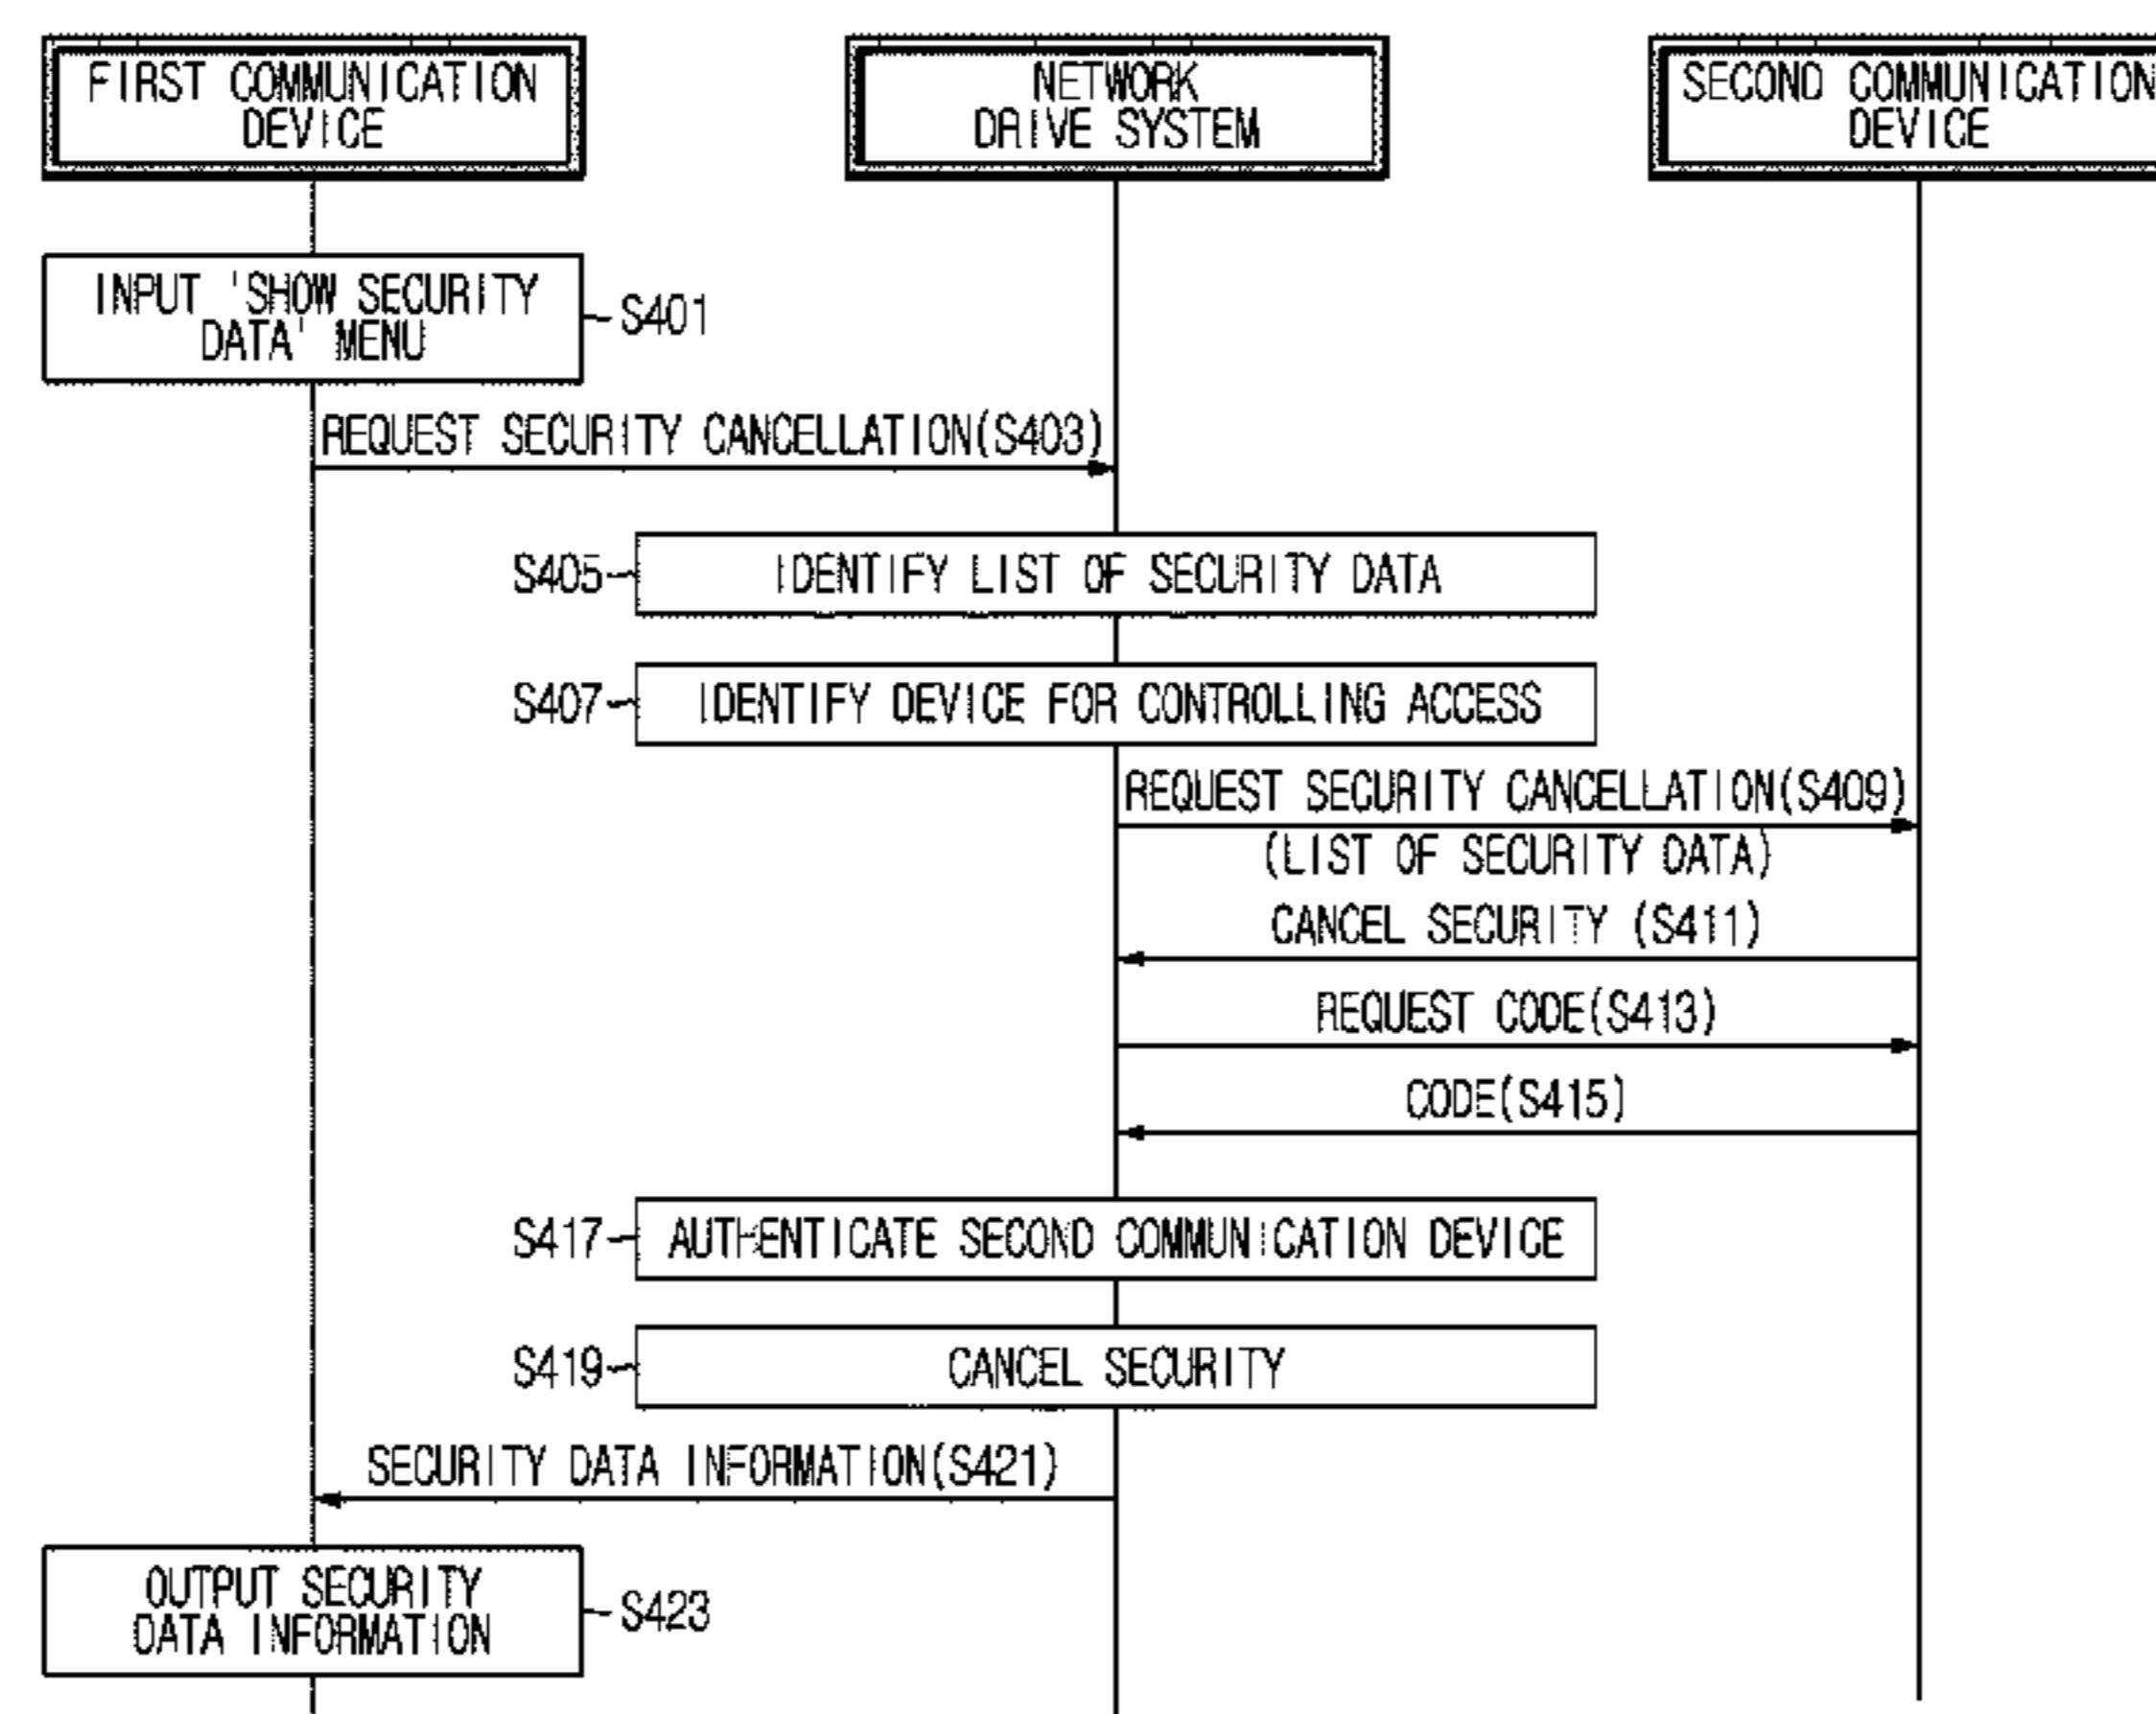 FIRST COMMUNICATION
DEVICE
NETWORK
DRIVE SYSTEM
SECOND COMMUNICATION
DEVICE
INPUT 'SHOW SECURITY
DATA' MENU
S401
REQUEST SECURITY CANCELLATION(S403)
S405
IDENTIFY LIST OF SECURITY DATA
S407
IDENTIFY DEVICE FOR CONTROLLING ACCESS
REQUEST SECURITY CANCELLATION(S409)
(LIST OF SECURITY DATA)
CANCEL SECURITY (S411)
REQUEST CODE(S413)
CODE(S415)
S417
AUTHENTICATE SECOND COMMUNICATION DEVICE
S419
CANCEL SECURITY
SECURITY DATA INFORMATION(S421)
OUTPUT SECURITY
DATA INFORMATION
S423